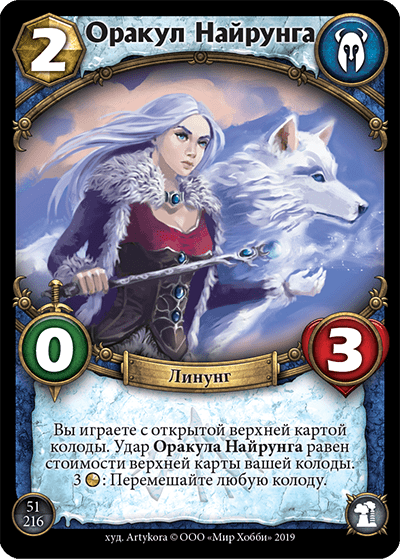 2
Оракул Найрунга
0
3
Линунг
Вы играете с открытой верхней картой
колоды. Удар Оракула Найрунга равен
стоимости верхней карты вашей колоды.
3 : Перемешайте любую колоду.
51
216
худ. Artykora © ООО «Мир Хобби» 2019